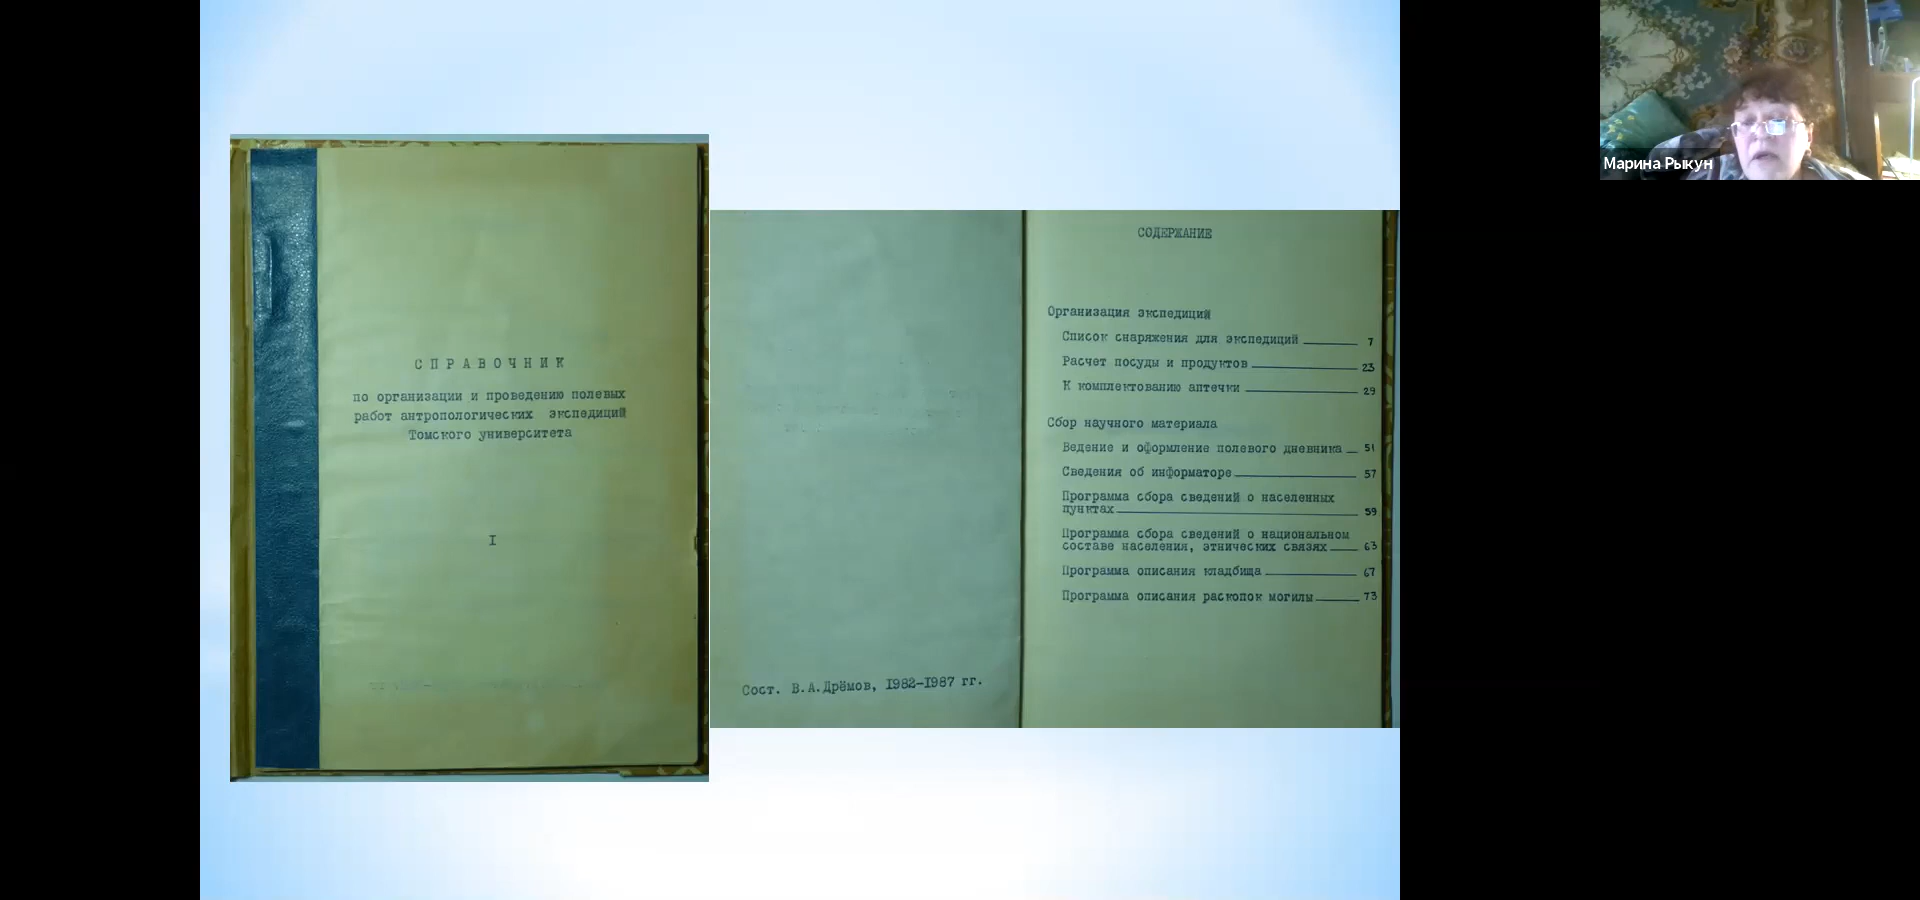 СПРАВОЧНИК
по организации и проведению полевых
работ антропологических экспедиций
Томского университета
I
Сост. В.А.Дрёмов, 1982-1987 гг.
СОДЕРЖАНИЕ
Организация экспедиций
Список снаряжения для экспедиций 7
Расчет посуды и продуктов 23
К комплектованию аптечки 29
Сбор научного материала
Ведение и оформление полевого дневника 51
Сведения об информаторе 57
Программа сбора сведений о населенных
пунктах 59
Программа сбора сведений о национальном
составе населения, этнических связях 63
Программа описания кладбища 67
Программа описания раскопок могилы 73
Марина Рыкун